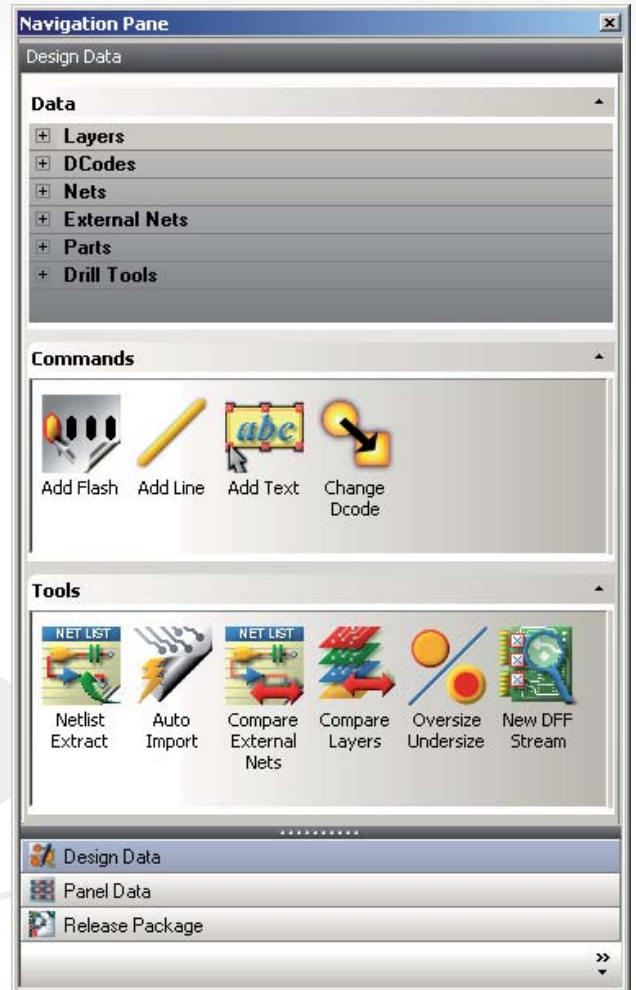 Navigation Pane
Design Data
Data
Layers
DCodes
Nets
External Nets
Parts
Drill Tools
Commands
abc
Add Flash
Add Line
Add Text
Change
Dcode
Tools
NET LIST
NET LIST
Netlist
Extract
Auto
Import
Compare
External
Nets
Compare
Layers
Oversize
Undersize
New DFF
Stream
Design Data
Panel Data
Release Package